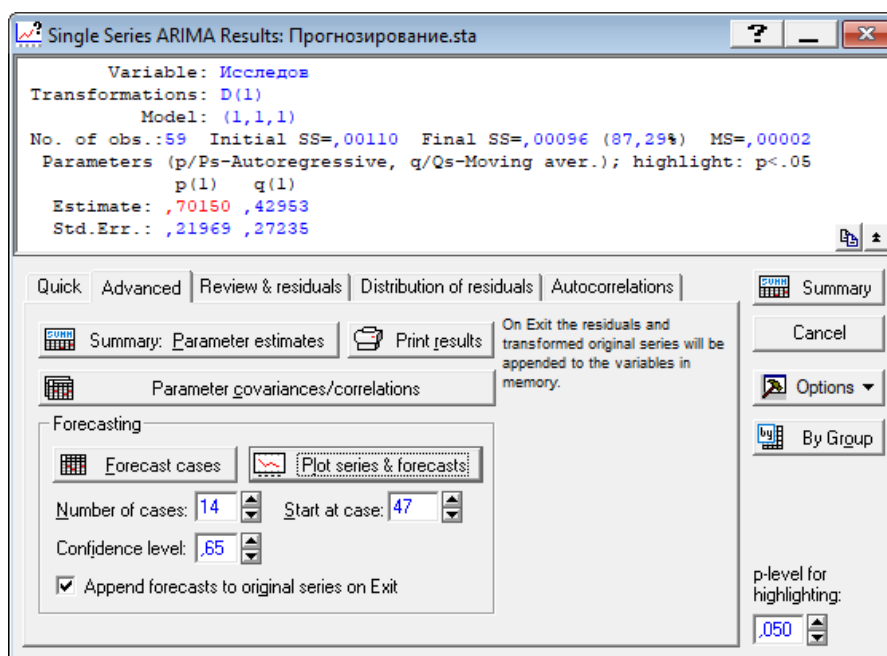 Single Series ARIMA Results: Прогнозирование.sta
Variable: Исследов
Transformations: D(1)
Model: (1,1,1)
No. of obs.:59 Initial SS=,00110 Final SS=,00096 (87,29%) MS=,00002
Parameters (p/Ps-Autoregressive, q/Qs-Moving aver.); highlight: p<.05
p(1) q(1)
Estimate: ,70150 ,42953
Std.Err.: ,21969 ,27235
Quick Advanced Review & residuals Distribution of residuals Autocorrelations
Summary: Parameter estimates
Print results
On Exit the residuals and
transformed original series will be
appended to the variables in
memory.
Parameter covariances/correlations
Forecasting
Forecast cases
Plot series & forecasts
Number of cases: 14 Start at case: 47
Confidence level: ,65
Append forecasts to original series on Exit
SUMM Summary
Cancel
Options
By Group
p-level for
highlighting:
,050